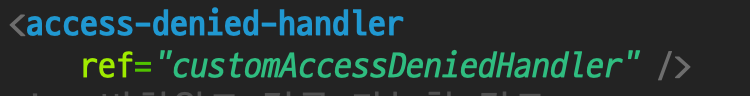 <access-denied-handler
ref="customAccessDeniedHandler" />